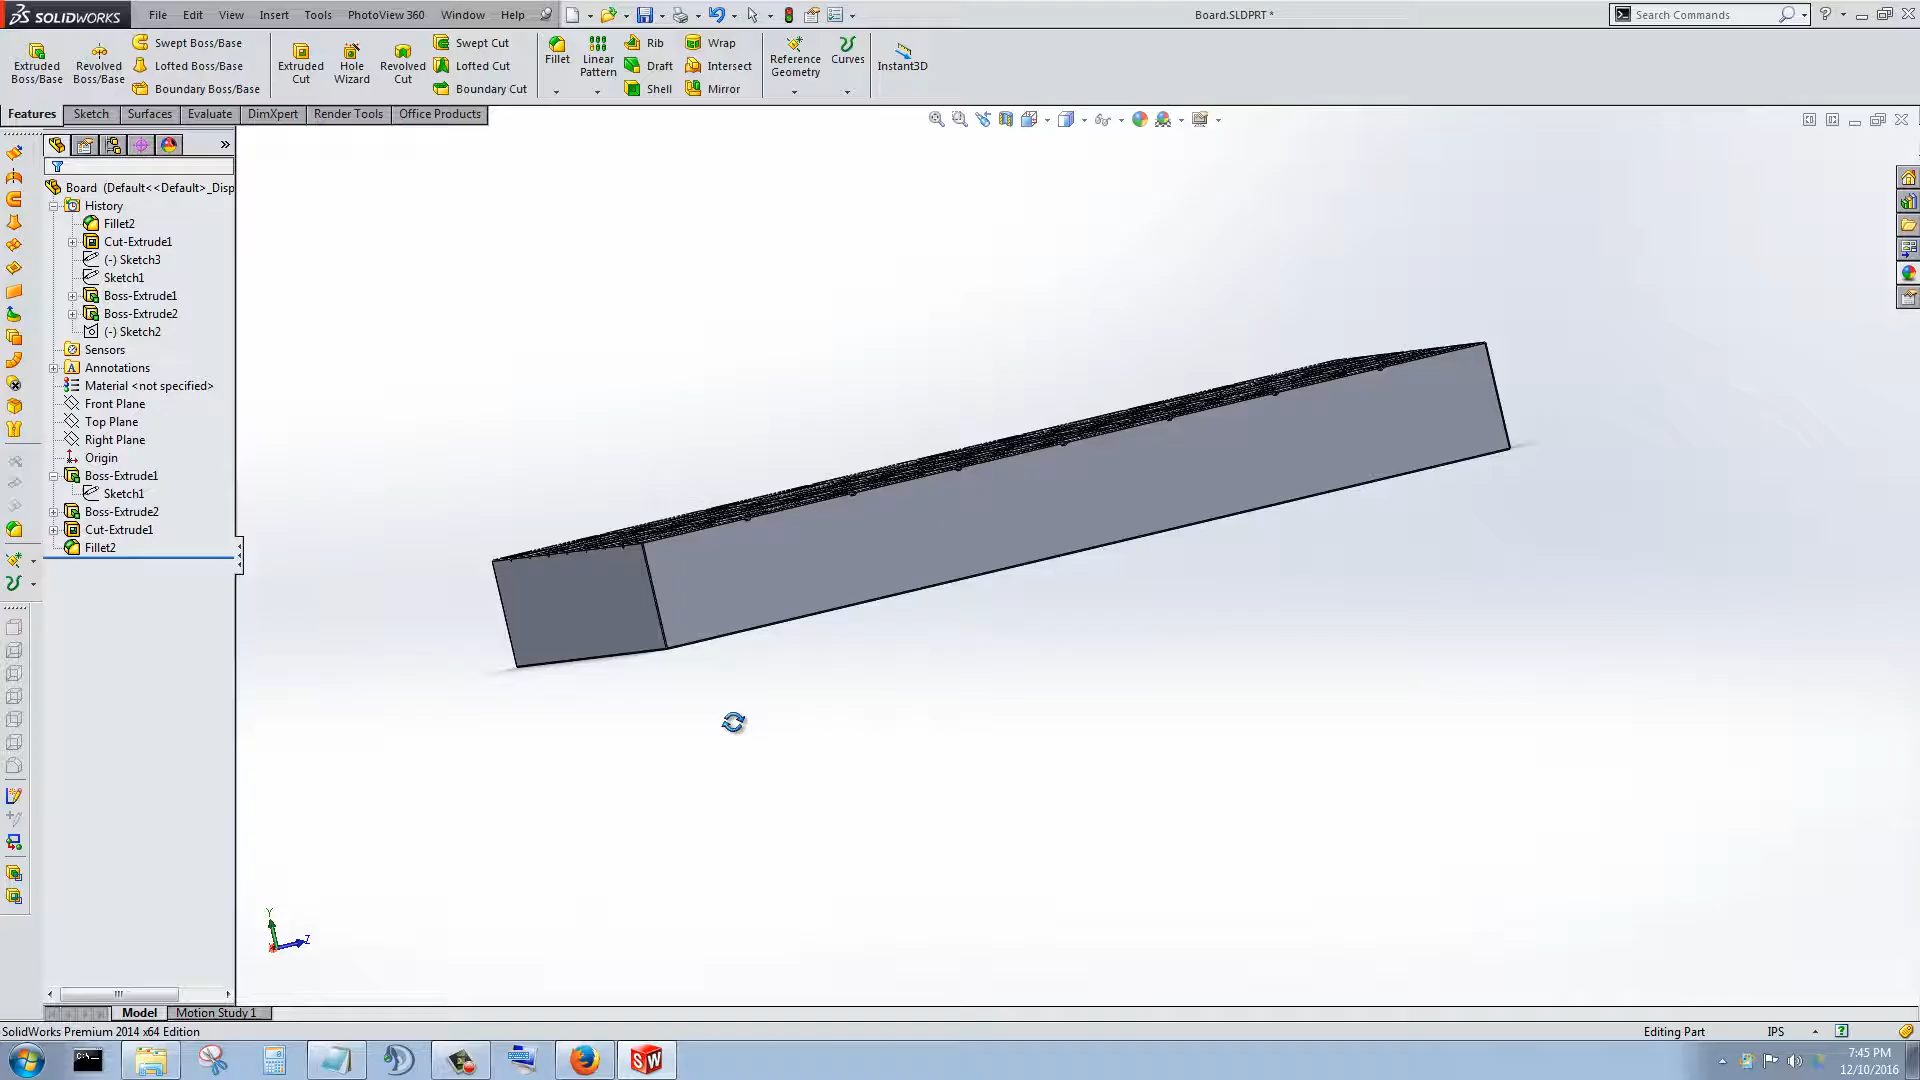 SOLIDWORKS File Edit View Insert Tools PhotoView 360 Window Help Board.SLDPRT * Search Commands
Extruded Boss/Base
Revolved Boss/Base
Swept Boss/Base
Lofted Boss/Base
Boundary Boss/Base
Extruded Cut
Hole Wizard
Revolved Cut
Swept Cut
Lofted Cut
Boundary Cut
Fillet
Linear Pattern
Rib
Draft
Shell
Wrap
Intersect
Mirror
Reference Geometry
Curves
Instant3D
Features Sketch Surfaces Evaluate DimXpert Render Tools Office Products
Board (Default<<Default>_Disp
History
Fillet2
Cut-Extrude1
(-) Sketch3
Sketch1
Boss-Extrude1
Boss-Extrude2
(-) Sketch2
Sensors
Annotations
Material <not specified>
Front Plane
Top Plane
Right Plane
Origin
Boss-Extrude1
Sketch1
Boss-Extrude2
Cut-Extrude1
Fillet2
Y
Z
Model Motion Study 1
SolidWorks Premium 2014 x64 Edition Editing Part IPS
7:45 PM
12/10/2016